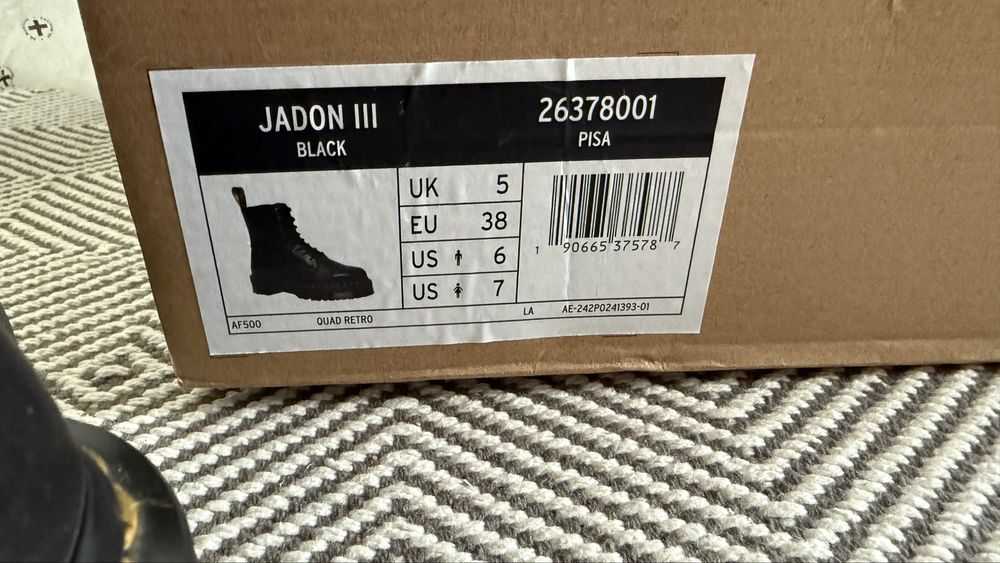 JADON III
BLACK
26378001
PISA
UK 5
EU 38
US 6
US 7
1 90665 37578 7
AF500 QUAD RETRO LA AE-242P0241393-01